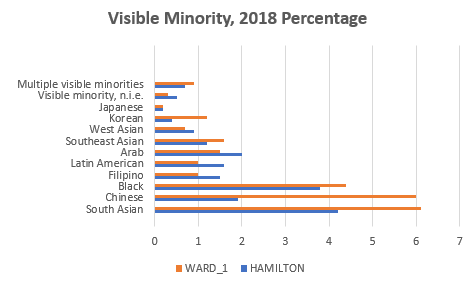 Visible Minority, 2018 Percentage
Multiple visible minorities
Visible minority, n.i.e.
Japanese
Korean
West Asian
Southeast Asian
Arab
Latin American
Filipino
Black
Chinese
South Asian
0 1 2 3 4 5 6 7
WARD_1 HAMILTON